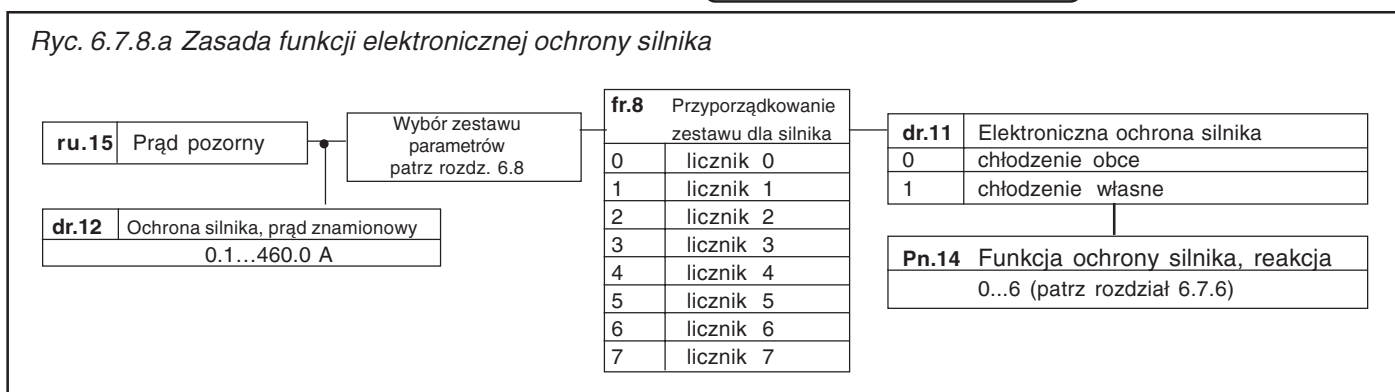 Ryc. 6.7.8.a Zasada funkcji elektronicznej ochrony silnika
ru.15 Prąd pozorny
dr.12 Ochrona silnika, prąd znamionowy
0.1...460.0 A
Wybór zestawu
parametrów
patrz rozdz. 6.8
fr.8 Przyporządkowanie
zestawu dla silnika
0 licznik 0
1 licznik 1
2 licznik 2
3 licznik 3
4 licznik 4
5 licznik 5
6 licznik 6
7 licznik 7
dr.11 Elektroniczna ochrona silnika
0 chłodzenie obce
1 chłodzenie własne
Pn.14 Funkcja ochrony silnika, reakcja
0...6 (patrz rozdział 6.7.6)